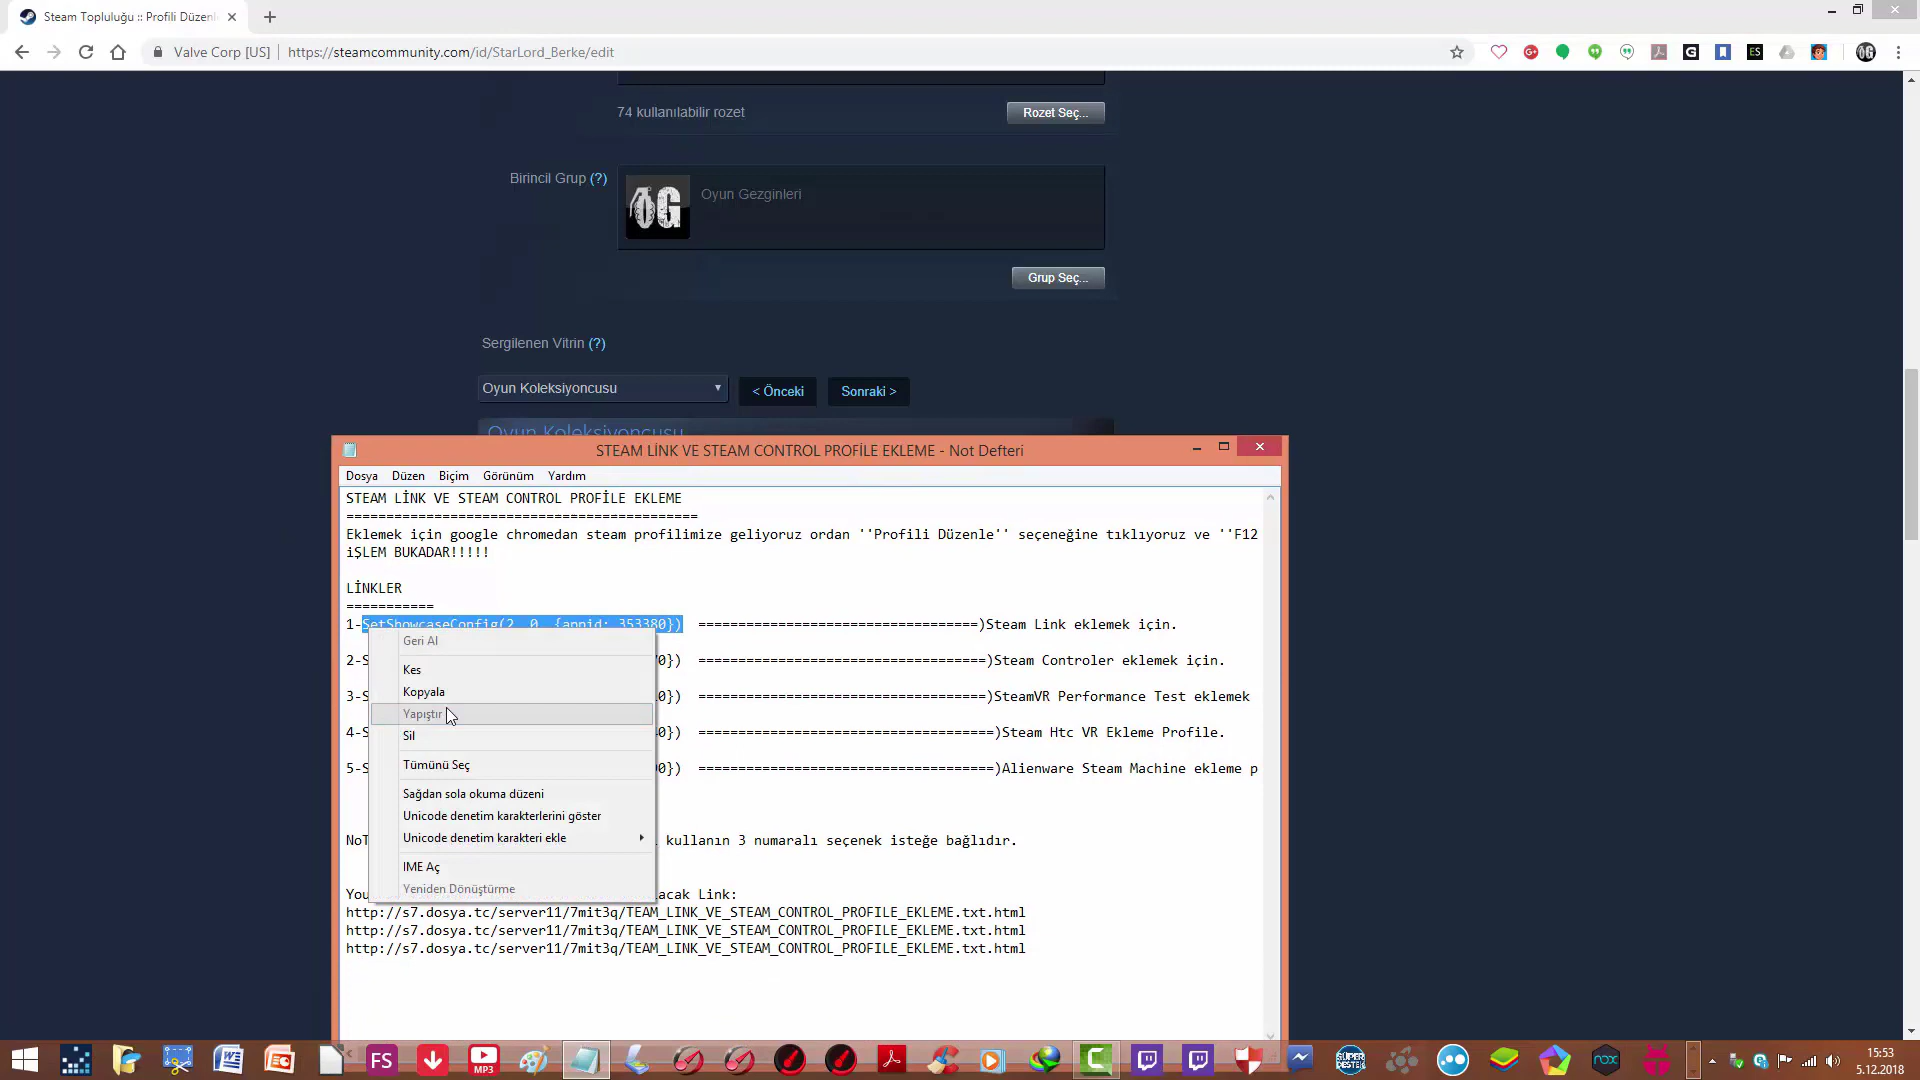 Steam Topluluğu :: Profili Düzenl
Valve Corp [US] | https://steamcommunity.com/id/StarLord_Berke/edit
74 kullanılabilir rozet
Rozet Seç...
Birincil Grup (?)
OG
Oyun Gezginleri
Grup Seç...
Sergilenen Vitrin (?)
Oyun Koleksiyoncusu
< Önceki
Sonraki >
Oyun Koleksiyoncusu
STEAM LİNK VE STEAM CONTROL PROFİLE EKLEME - Not Defteri
Dosya Düzen Biçim Görünüm Yardım
STEAM LİNK VE STEAM CONTROL PROFİLE EKLEME
============================================
Eklemek için google chromedan steam profilimize geliyoruz ordan ''Profili Düzenle'' seçeneğine tıklıyoruz ve ''F12
iŞLEM BUKADAR!!!!!
LİNKLER
===========
1-SetShowcaseConfig(2, 0, {appid: 353380}) ===================================)Steam Link eklemek için.
2-S 0}) ====================================)Steam Controler eklemek için.
3-S 0}) ====================================)SteamVR Performance Test eklemek
4-S 0}) =====================================)Steam Htc VR Ekleme Profile.
5-S 0}) =====================================)Alienware Steam Machine ekleme p
Geri Al
Kes
Kopyala
Yapıştır
Sil
Tümünü Seç
Sağdan sola okuma düzeni
Unicode denetim karakterlerini göster
Unicode denetim karakteri ekle
IME Aç
Yeniden Dönüştürme
NoT kullanın 3 numaralı seçenek isteğe bağlıdır.
You acak Link:
http://s7.dosya.tc/server11/7mit3q/TEAM_LINK_VE_STEAM_CONTROL_PROFILE_EKLEME.txt.html
http://s7.dosya.tc/server11/7mit3q/TEAM_LINK_VE_STEAM_CONTROL_PROFILE_EKLEME.txt.html
http://s7.dosya.tc/server11/7mit3q/TEAM_LINK_VE_STEAM_CONTROL_PROFILE_EKLEME.txt.html
FS
MP3
SÜPER DESTEK
nox
15:53
5.12.2018